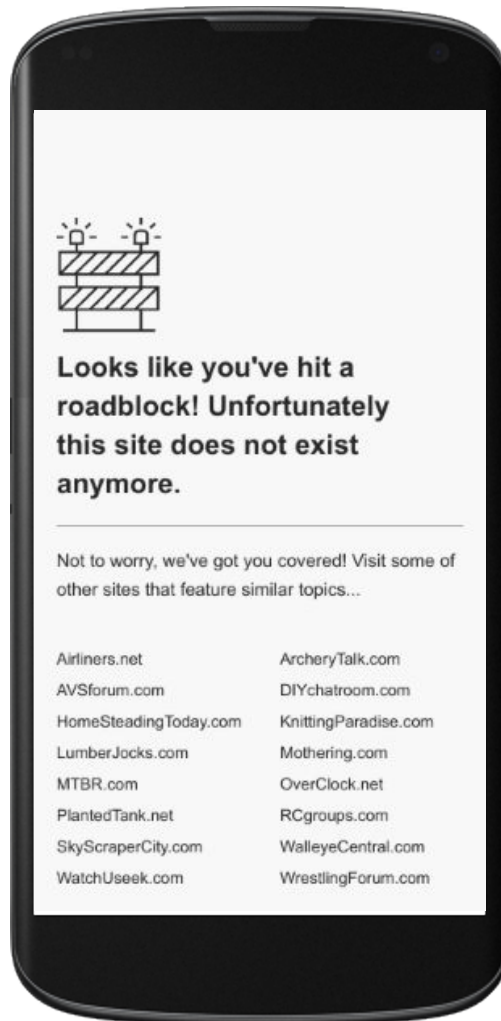 Looks like you've hit a
roadblock! Unfortunately
this site does not exist
anymore.
Not to worry, we've got you covered! Visit some of
other sites that feature similar topics...
Airliners.net
ArcheryTalk.com
AVSforum.com
DIYchatroom.com
HomeSteadingToday.com
KnittingParadise.com
LumberJocks.com
Mothering.com
MTBR.com
OverClock.net
PlantedTank.net
RCgroups.com
SkyScraperCity.com
WalleyeCentral.com
WatchUseek.com
WrestlingForum.com